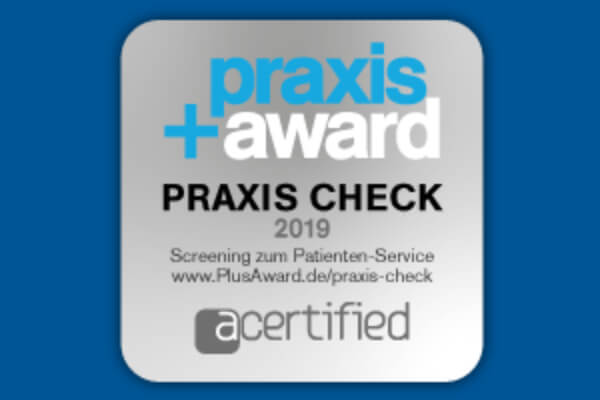 praxis
+award
PRAXIS CHECK
2019
Screening zum Patienten-Service
www.PlusAward.de/praxis-check
acertified